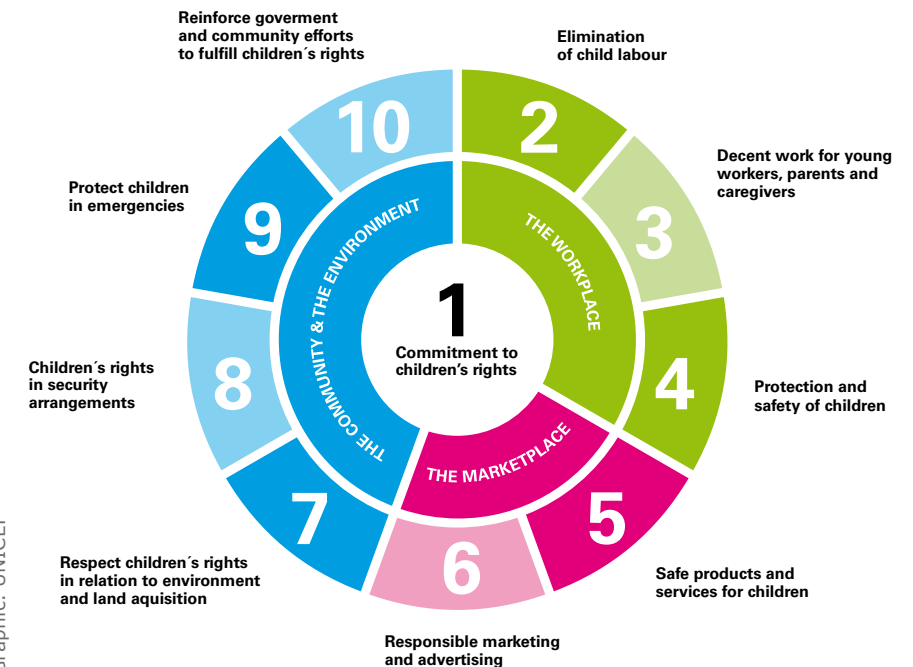 Reinforce goverment
and community efforts
to fulfill children´s rights
Elimination
of child labour
10
2
Decent work for young
workers, parents and
caregivers
Protect children
in emergencies
9
3
THE COMMUNITY & THE ENVIRONMENT
THE WORKPLACE
1
Commitment to
children's rights
Children´s rights
in security
arrangements
8
4
Protection and
safety of children
THE MARKETPLACE
7
5
6
Respect children´s rights
in relation to environment
and land aquisition
Safe products and
services for children
Responsible marketing
and advertising
Graphic: UNICEF